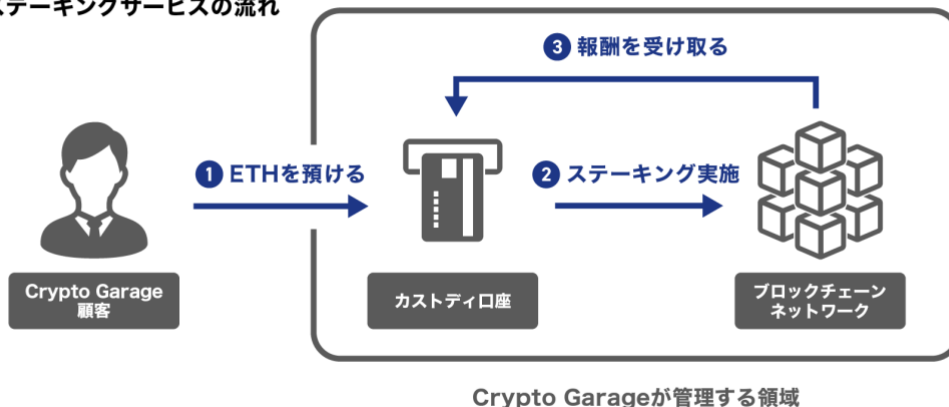 ステーキングサービスの流れ
3 報酬を受け取る
1 ETHを預ける
2 ステーキング実施
Crypto Garage
顧客
カストディ口座
ブロックチェーン
ネットワーク
Crypto Garageが管理する領域